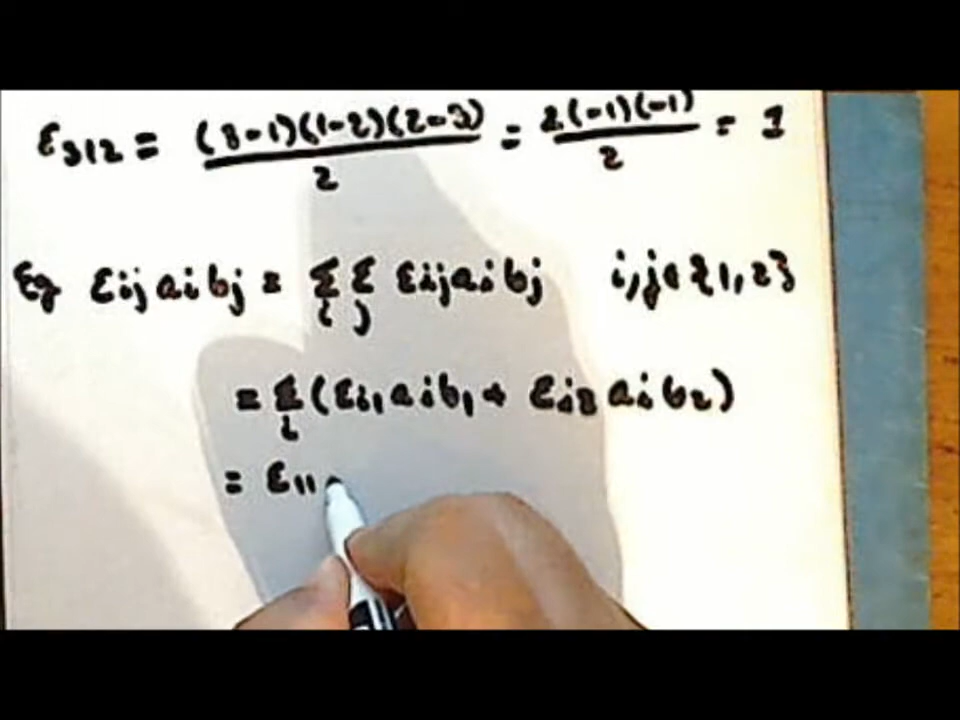 ε₃₁₂ = (3-1)(1-2)(2-3)/2 = 2(-1)(-1)/2 = 1
Eg εij ai bj = Σi Σj εij ai bj i,j ∈ {1,2}
= Σi (εi1 ai b1 + εi2 ai b2)
= ε11